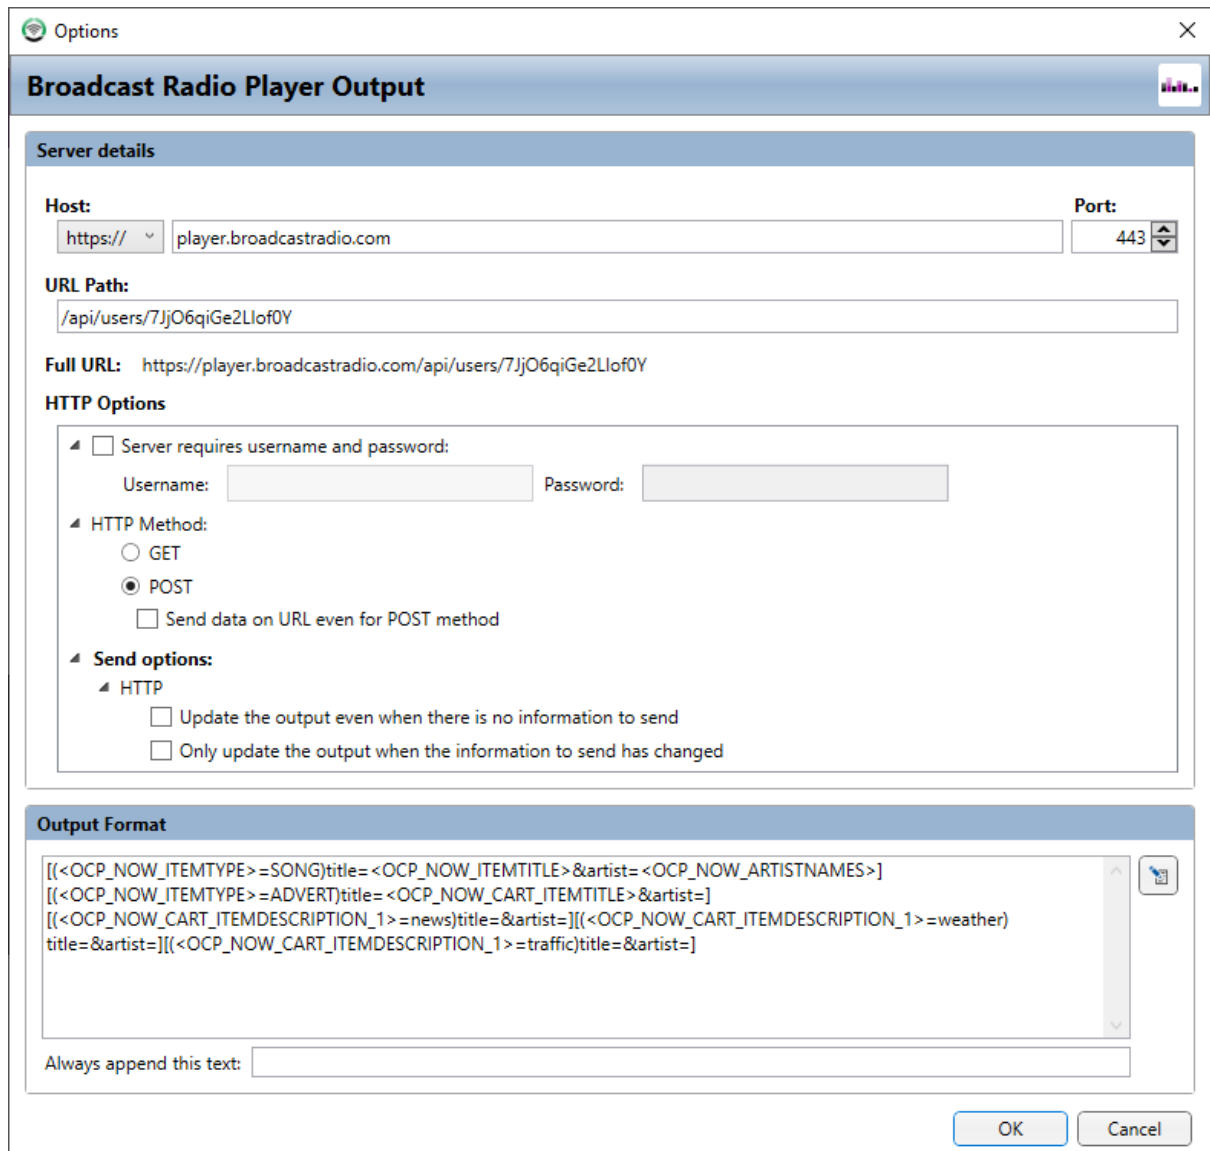 Options
Broadcast Radio Player Output
Server details
Host:
Port:
https://
player.broadcastradio.com
443
URL Path:
/api/users/7JjO6qiGe2LIof0Y
Full URL: https://player.broadcastradio.com/api/users/7JjO6qiGe2LIof0Y
HTTP Options
Server requires username and password:
Username:
Password:
HTTP Method:
GET
POST
Send data on URL even for POST method
Send options:
HTTP
Update the output even when there is no information to send
Only update the output when the information to send has changed
Output Format
[(<OCP_NOW_ITEMTYPE>=SONG)title=<OCP_NOW_ITEMTITLE>&artist=<OCP_NOW_ARTISTNAMES>]
[(<OCP_NOW_ITEMTYPE>=ADVERT)title=<OCP_NOW_CART_ITEMTITLE>&artist=]
[(<OCP_NOW_CART_ITEMDESCRIPTION_1>=news)title=&artist=][(<OCP_NOW_CART_ITEMDESCRIPTION_1>=weather)
title=&artist=][(<OCP_NOW_CART_ITEMDESCRIPTION_1>=traffic)title=&artist=]
Always append this text:
OK
Cancel